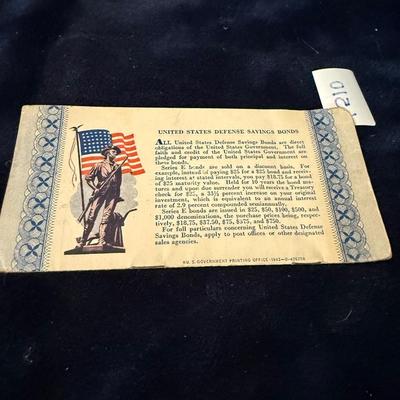 1210
UNITED STATES DEFENSE SAVINGS BONDS
ALL United States Defense Savings Bonds are direct
obligations of the United States Government. The full
faith and credit of the United States Government are
pledged for payment of both principal and interest on
these bonds.
Series E bonds are sold on a discount basis. For
example, instead of paying $25 for a $25 bond and receiv-
ing interest at stated intervals, you pay $18.75 for a bond
of $25 maturity value. Held for 10 years the bond ma-
tures and upon due surrender you will receive a Treasury
check for $25, a 33⅓ percent increase on your original
investment, which is equivalent to an annual interest
rate of 2.9 percent compounded semiannually.
Series E bonds are issued in $25, $50, $100, $500, and
$1,000 denominations, the purchase prices being, respec-
tively, $18.75, $37.50, $75, $375, and $750.
For full particulars concerning United States Defense
Savings Bonds, apply to post offices or other designated
sales agencies.
U. S. GOVERNMENT PRINTING OFFICE : 1942—O-